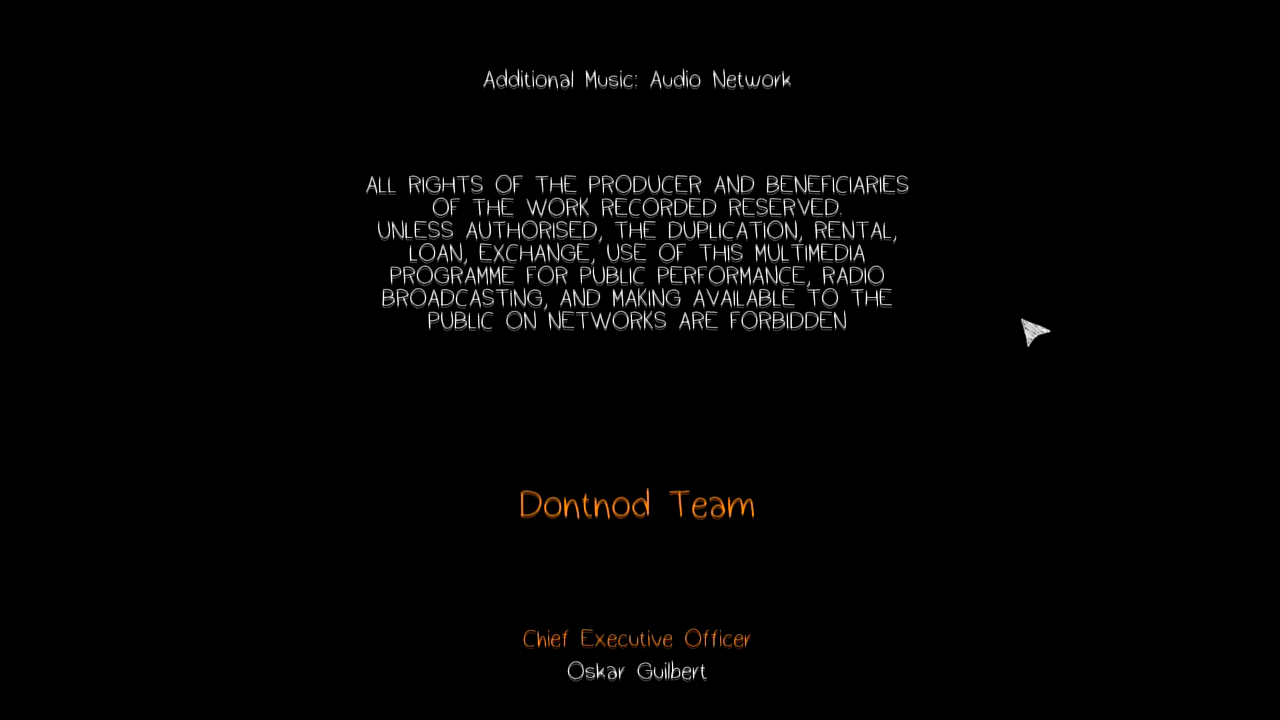 Additional Music: Audio Network
ALL RIGHTS OF THE PRODUCER AND BENEFICIARIES
OF THE WORK RECORDED RESERVED.
UNLESS AUTHORISED, THE DUPLICATION, RENTAL,
LOAN, EXCHANGE, USE OF THIS MULTIMEDIA
PROGRAMME FOR PUBLIC PERFORMANCE, RADIO
BROADCASTING, AND MAKING AVAILABLE TO THE
PUBLIC ON NETWORKS ARE FORBIDDEN
Dontnod Team
Chief Executive Officer
Oskar Guilbert